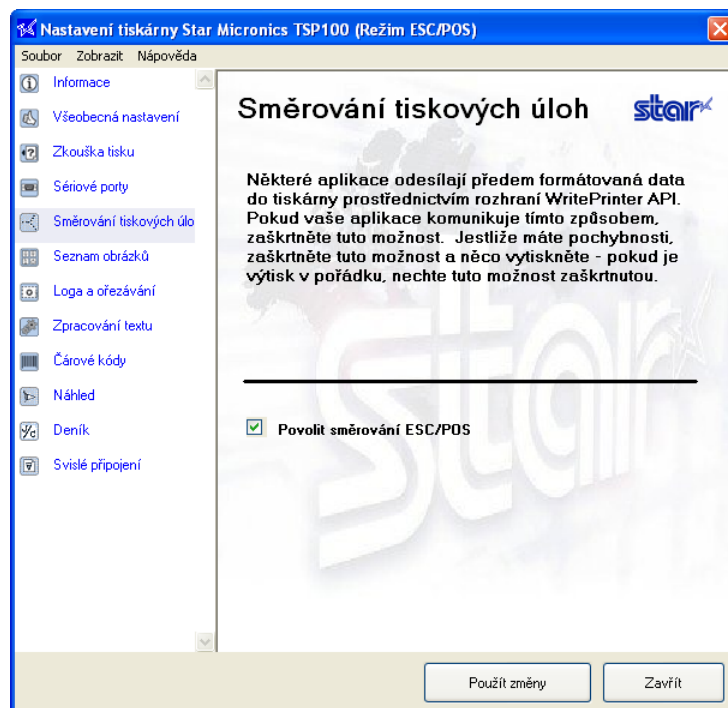 Nastavení tiskárny Star Micronics TSP100 (Režim ESC/POS)
Soubor Zobrazit Nápověda
Informace
Všeobecná nastavení
Zkouška tisku
Sériové porty
Směrování tiskových úlo
Seznam obrázků
Loga a ořezávání
Zpracování textu
Čárové kódy
Náhled
Deník
Svislé připojení
Směrování tiskových úloh
star
Některé aplikace odesílají předem formátovaná data
do tiskárny prostřednictvím rozhraní WritePrinter API.
Pokud vaše aplikace komunikuje tímto způsobem,
zaškrtněte tuto možnost. Jestliže máte pochybnosti,
zaškrtněte tuto možnost a něco vytiskněte - pokud je
výtisk v pořádku, nechte tuto možnost zaškrtnutou.
star
Povolit směrování ESC/POS
Použít změny
Zavřít